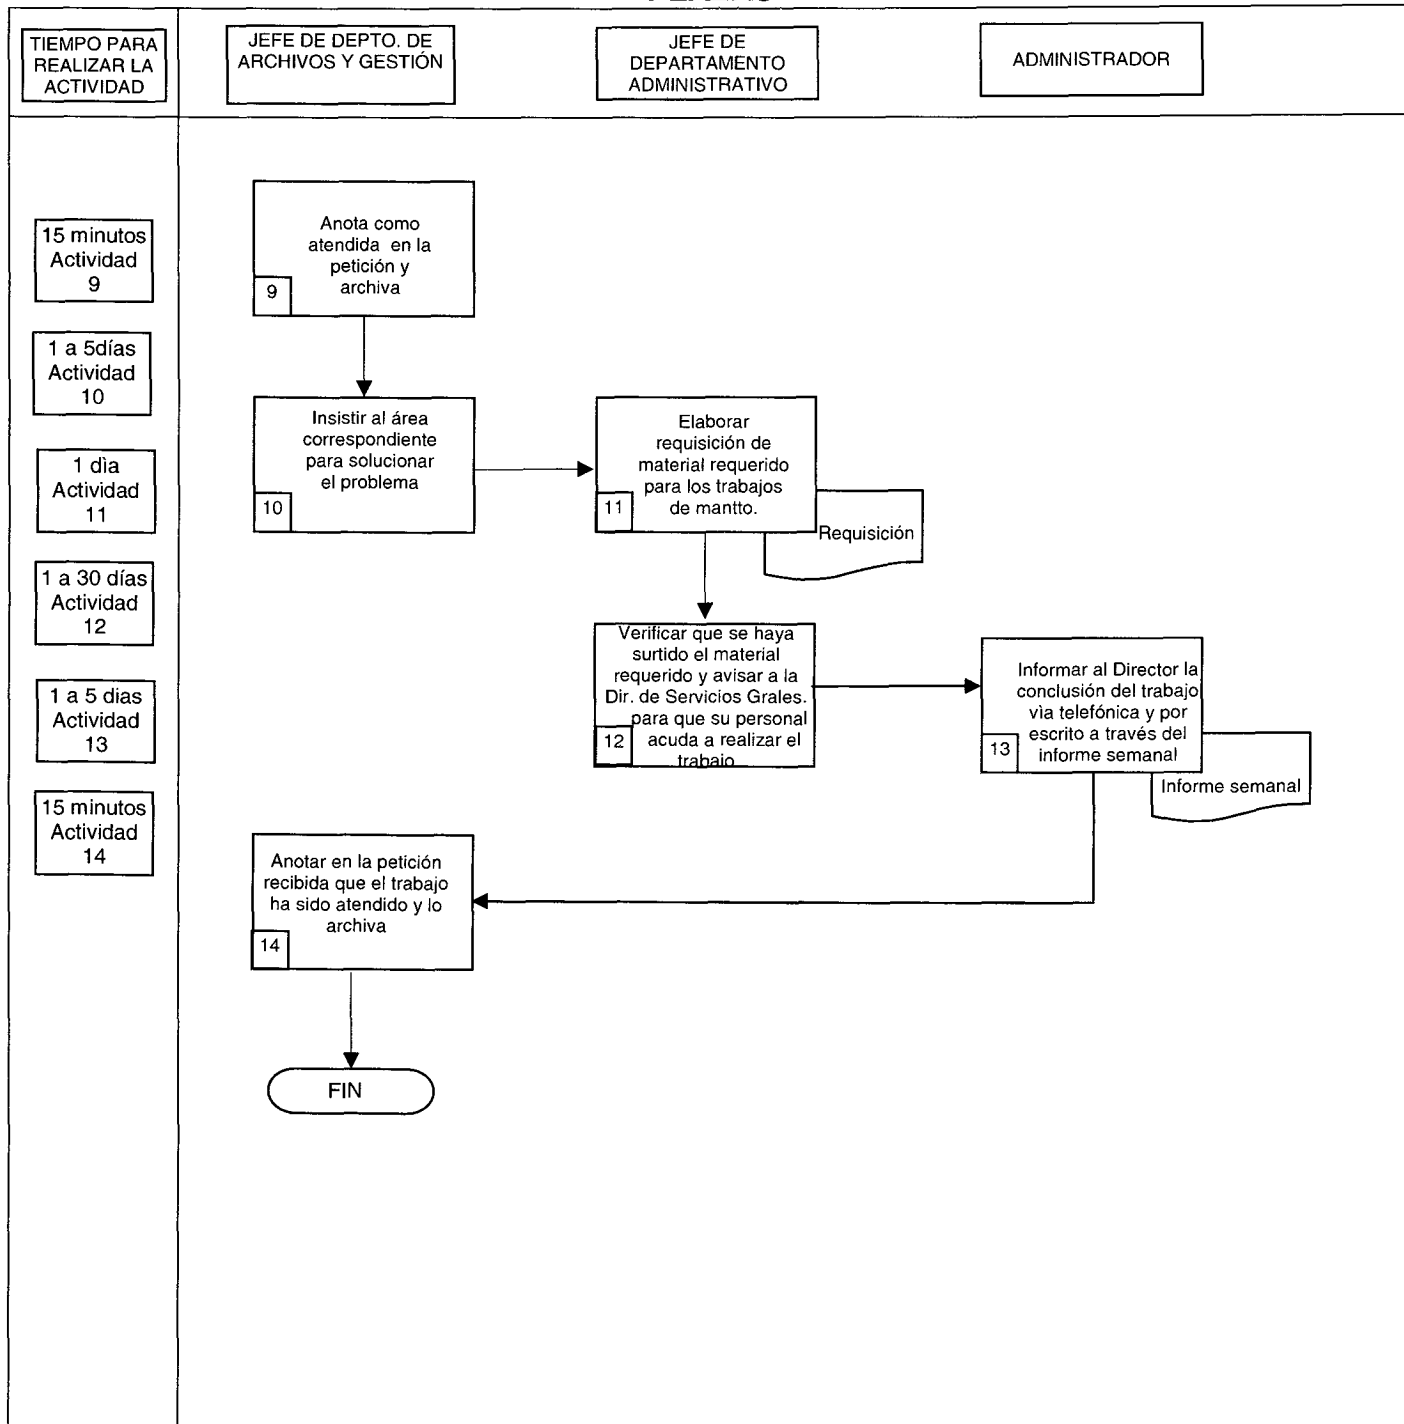 TIEMPO PARA
REALIZAR LA
ACTIVIDAD
JEFE DE DEPTO. DE
ARCHIVOS Y GESTIÓN
JEFE DE
DEPARTAMENTO
ADMINISTRATIVO
ADMINISTRADOR
15 minutos
Actividad
9
1 a 5días
Actividad
10
1 dìa
Actividad
11
1 a 30 días
Actividad
12
1 a 5 dias
Actividad
13
15 minutos
Actividad
14
Anota como
atendida en la
petición y
archiva
9
Insistir al área
correspondiente
para solucionar
el problema
10
Elaborar
requisición de
material requerido
para los trabajos
de mantto.
11
Requisición
Verificar que se haya
surtido el material
requerido y avisar a la
Dir. de Servicios Grales.
para que su personal
acuda a realizar el
trabajo
12
Informar al Director la
conclusión del trabajo
vìa telefónica y por
escrito a través del
informe semanal
13
Informe semanal
Anotar en la petición
recibida que el trabajo
ha sido atendido y lo
archiva
14
FIN